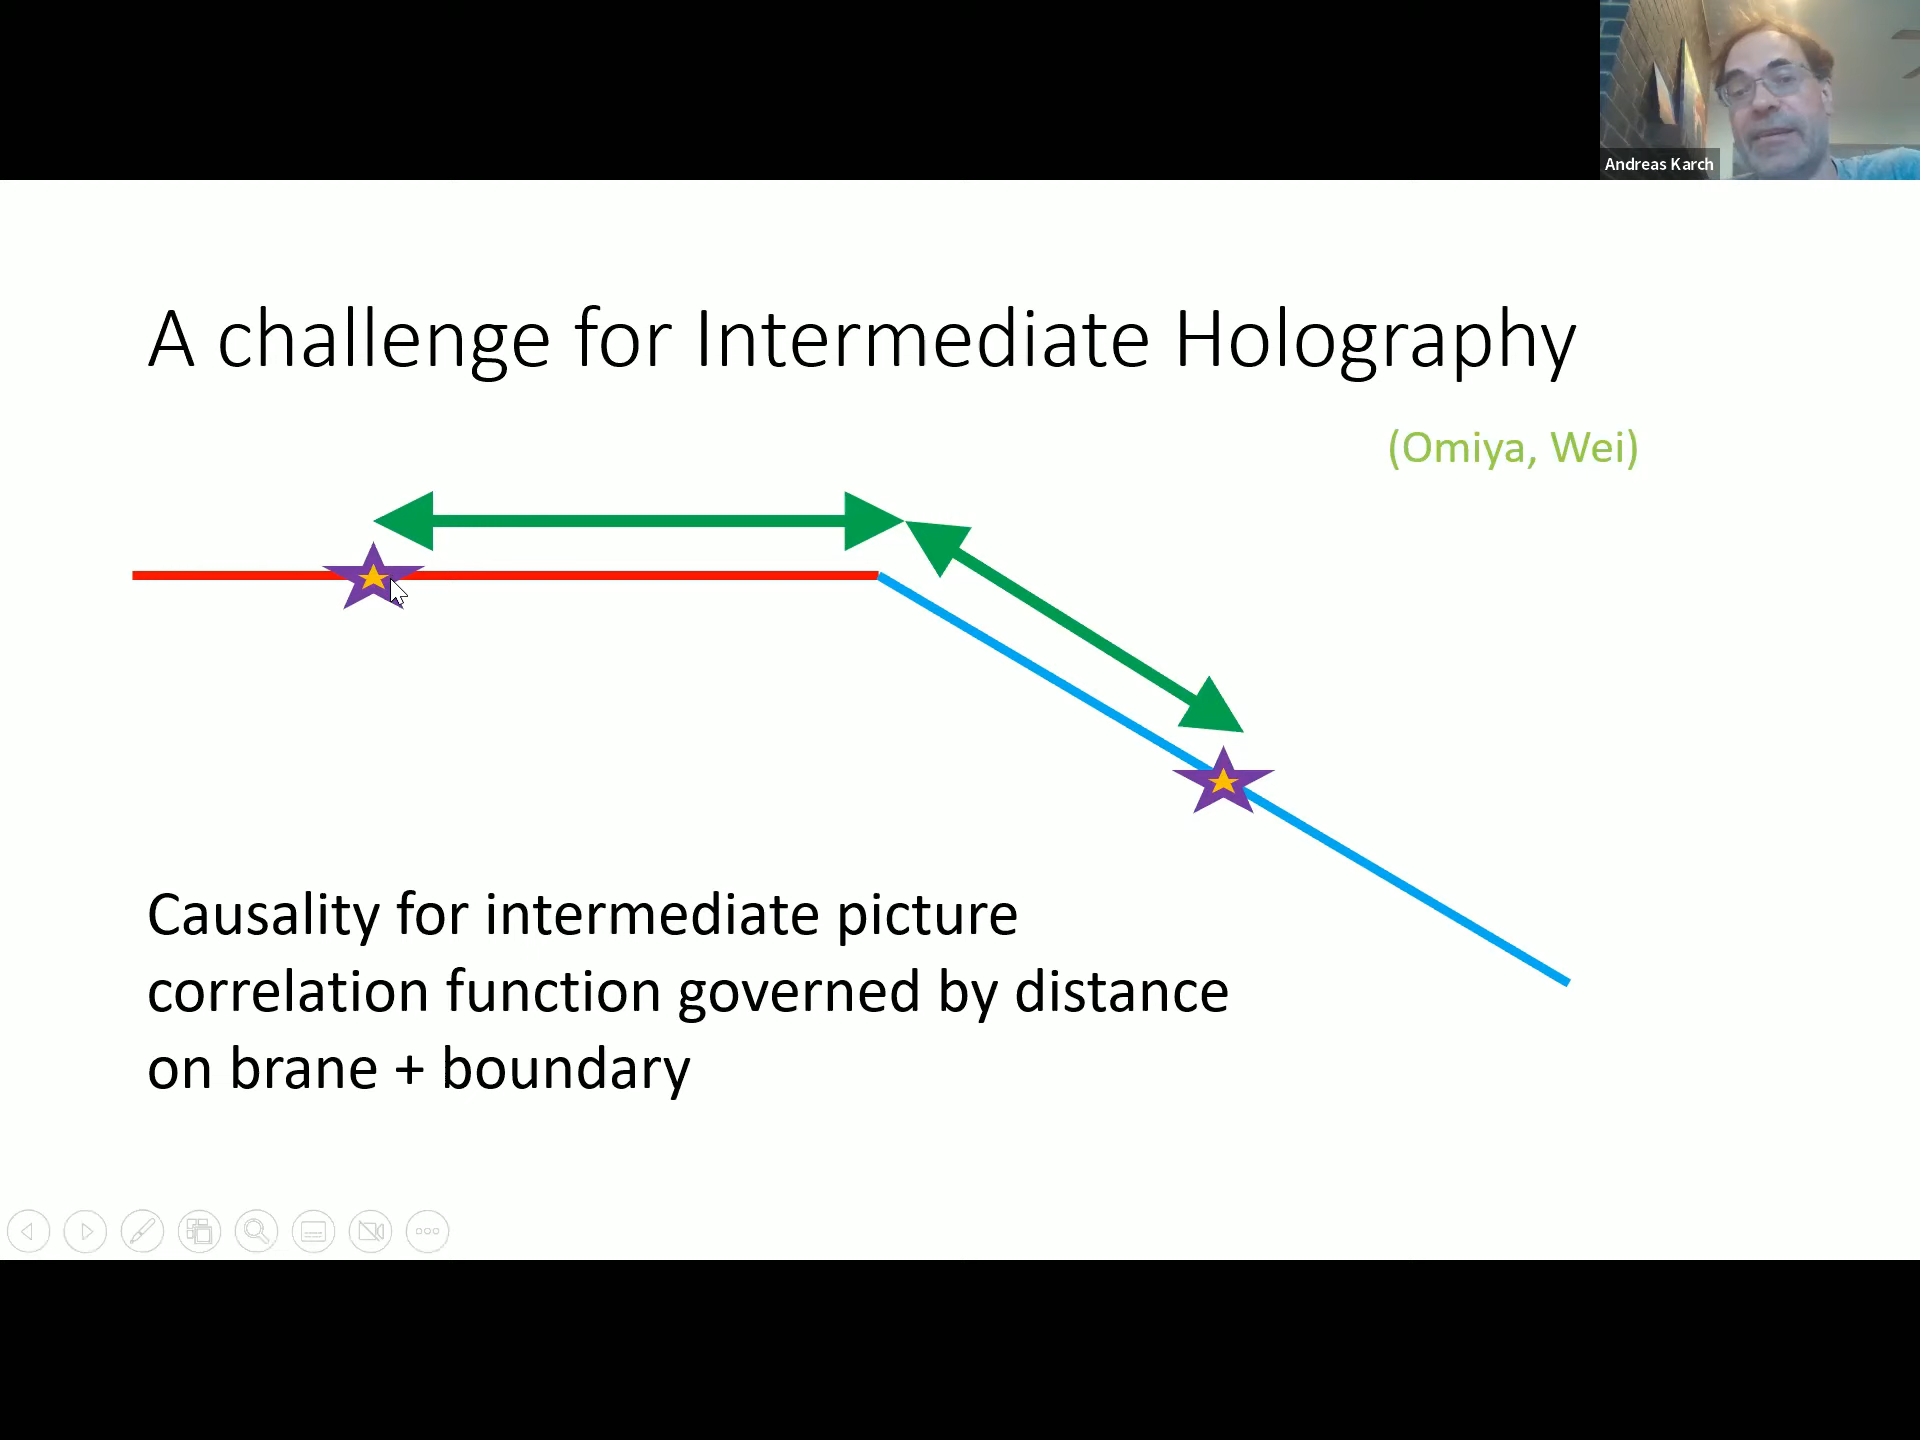 Andreas Karch
A challenge for Intermediate Holography
(Omiya, Wei)
Causality for intermediate picture
correlation function governed by distance
on brane + boundary